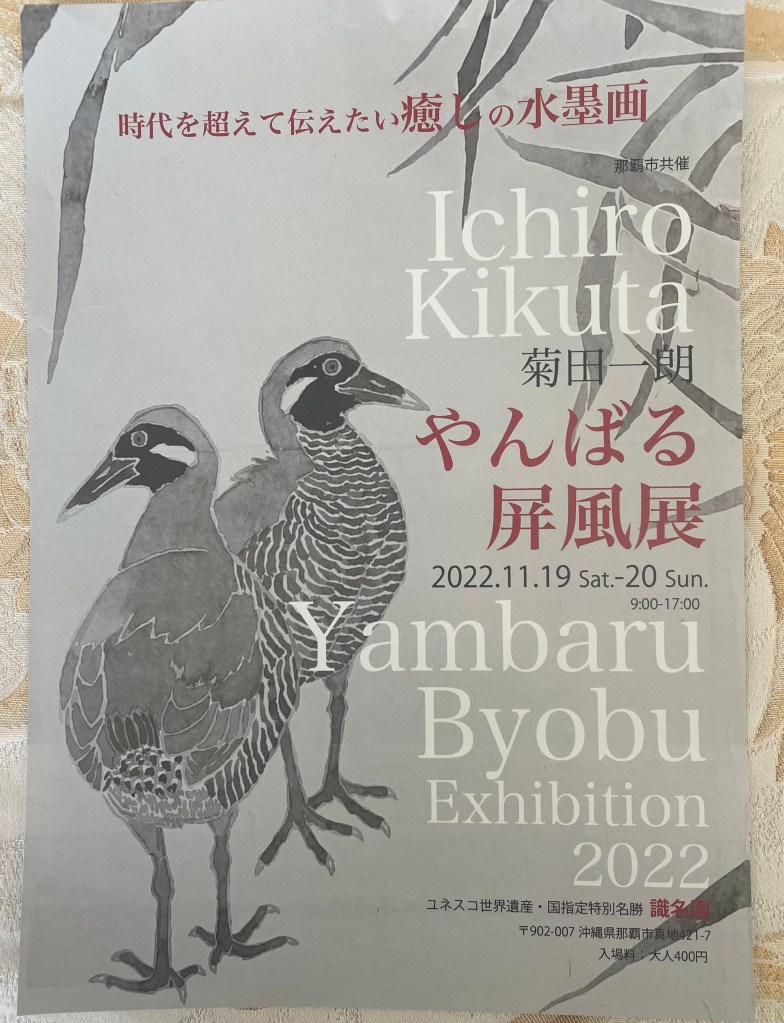 時代を超えて伝えたい癒しの水墨画
那覇市共催
Ichiro
Kikuta
菊田一朗
やんばる
屏風展
2022.11.19 Sat.-20 Sun.
9:00-17:00
Yambaru
Byobu
Exhibition
2022
ユネスコ世界遺産・国指定特別名勝 識名園
〒902-007 沖縄県那覇市真地421-7
入場料：大人400円